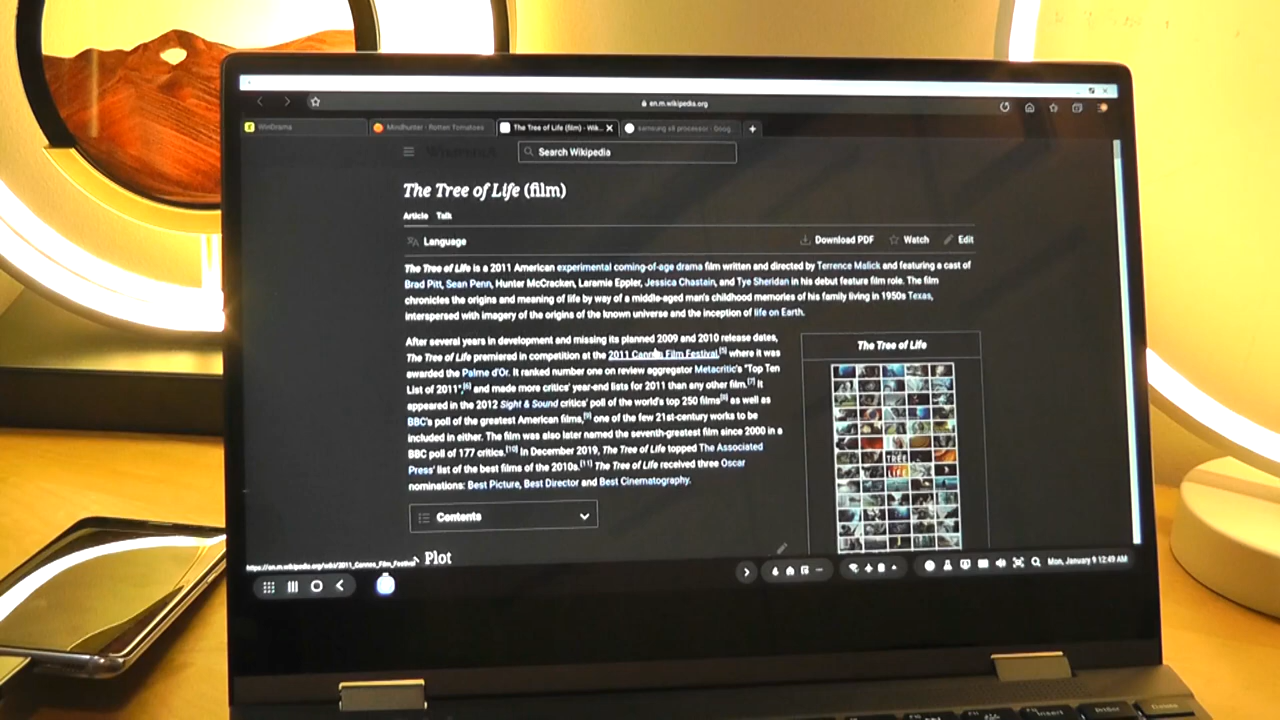 en.m.wikipedia.org
WinDrama
Mindhunter - Rotten Tomatoes
The Tree of Life (film) - Wik...
samsung s8 processor - Goog
Search Wikipedia
The Tree of Life (film)
Article Talk
Language Download PDF Watch Edit
The Tree of Life is a 2011 American experimental coming-of-age drama film written and directed by Terrence Malick and featuring a cast of
Brad Pitt, Sean Penn, Hunter McCracken, Laramie Eppler, Jessica Chastain, and Tye Sheridan in his debut feature film role. The film
chronicles the origins and meaning of life by way of a middle-aged man's childhood memories of his family living in 1950s Texas,
interspersed with imagery of the origins of the known universe and the inception of life on Earth.
After several years in development and missing its planned 2009 and 2010 release dates,
The Tree of Life premiered in competition at the 2011 Cannes Film Festival,[5] where it was
awarded the Palme d'Or. It ranked number one on review aggregator Metacritic's "Top Ten
List of 2011",[6] and made more critics' year-end lists for 2011 than any other film.[7] It
appeared in the 2012 Sight & Sound critics' poll of the world's top 250 films[8] as well as
BBC's poll of the greatest American films,[9] one of the few 21st-century works to be
included in either. The film was also later named the seventh-greatest film since 2000 in a
BBC poll of 177 critics.[10] In December 2019, The Tree of Life topped The Associated
Press' list of the best films of the 2010s.[11] The Tree of Life received three Oscar
nominations: Best Picture, Best Director and Best Cinematography.
The Tree of Life
TREE
LIFE
Contents
Plot
https://en.m.wikipedia.org/wiki/2011_Cannes_Film_Festival
Mon, January 9 12:49 AM
Insert